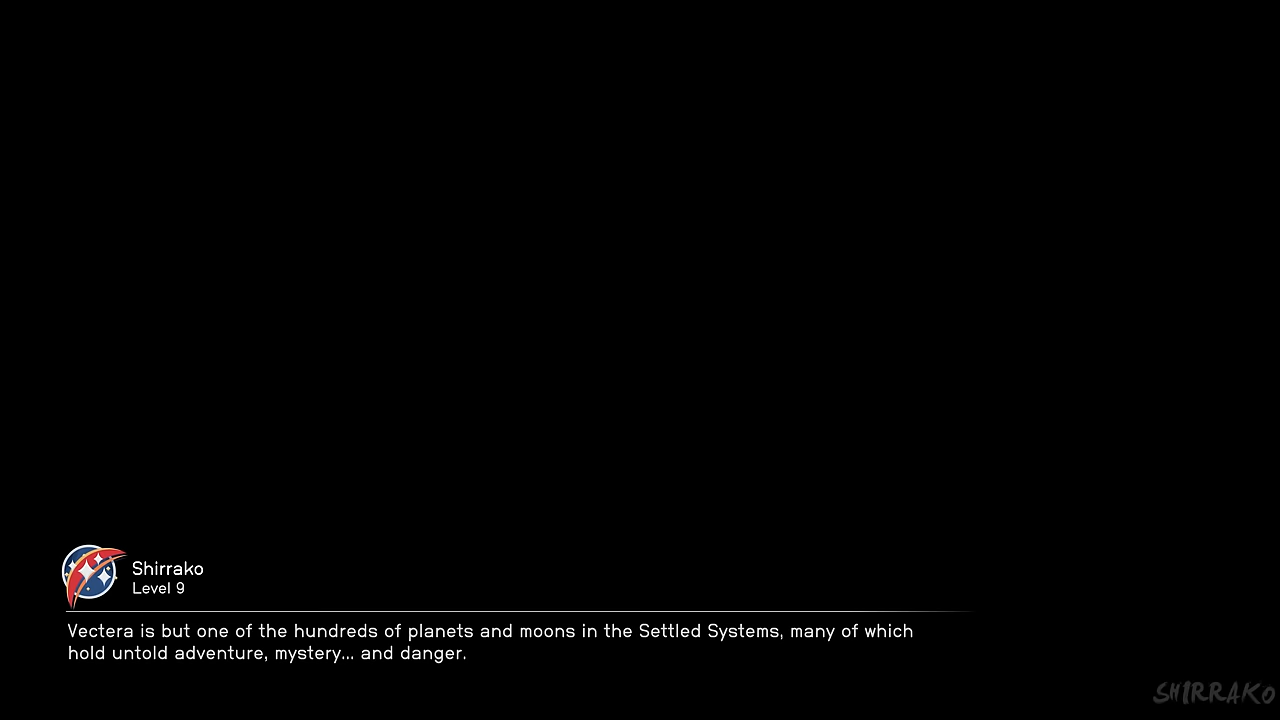 Shirrako
Level 9
Vectera is but one of the hundreds of planets and moons in the Settled Systems, many of which
hold untold adventure, mystery... and danger.
SHIRRAKO